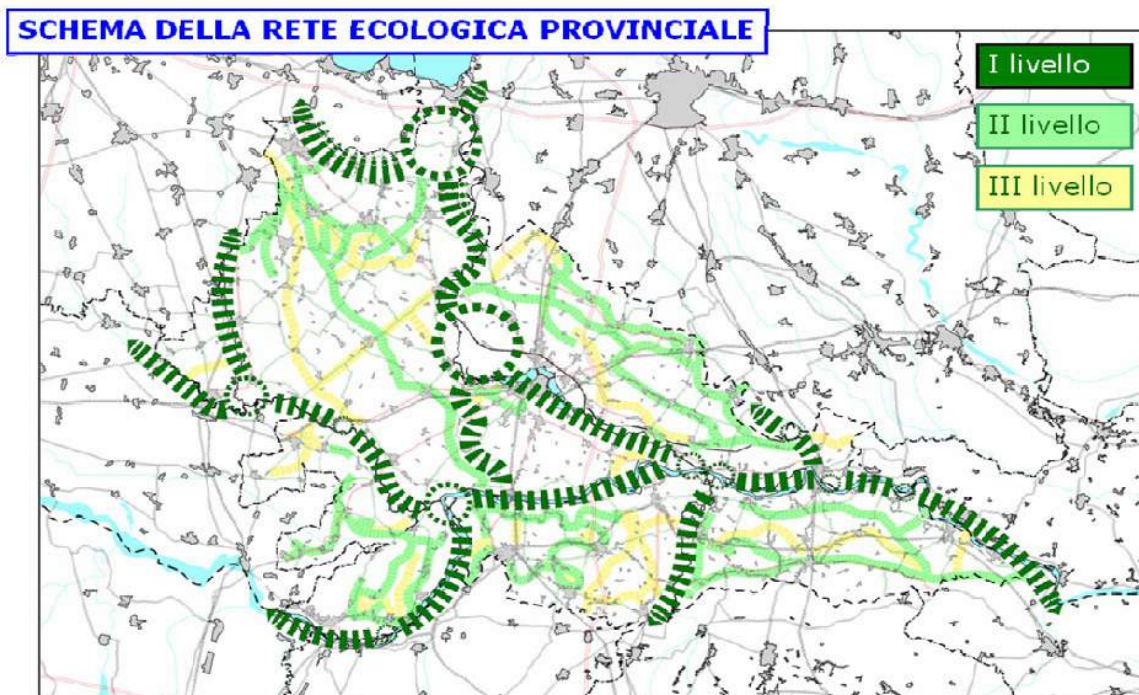 SCHEMA DELLA RETE ECOLOGICA PROVINCIALE
I livello
II livello
III livello